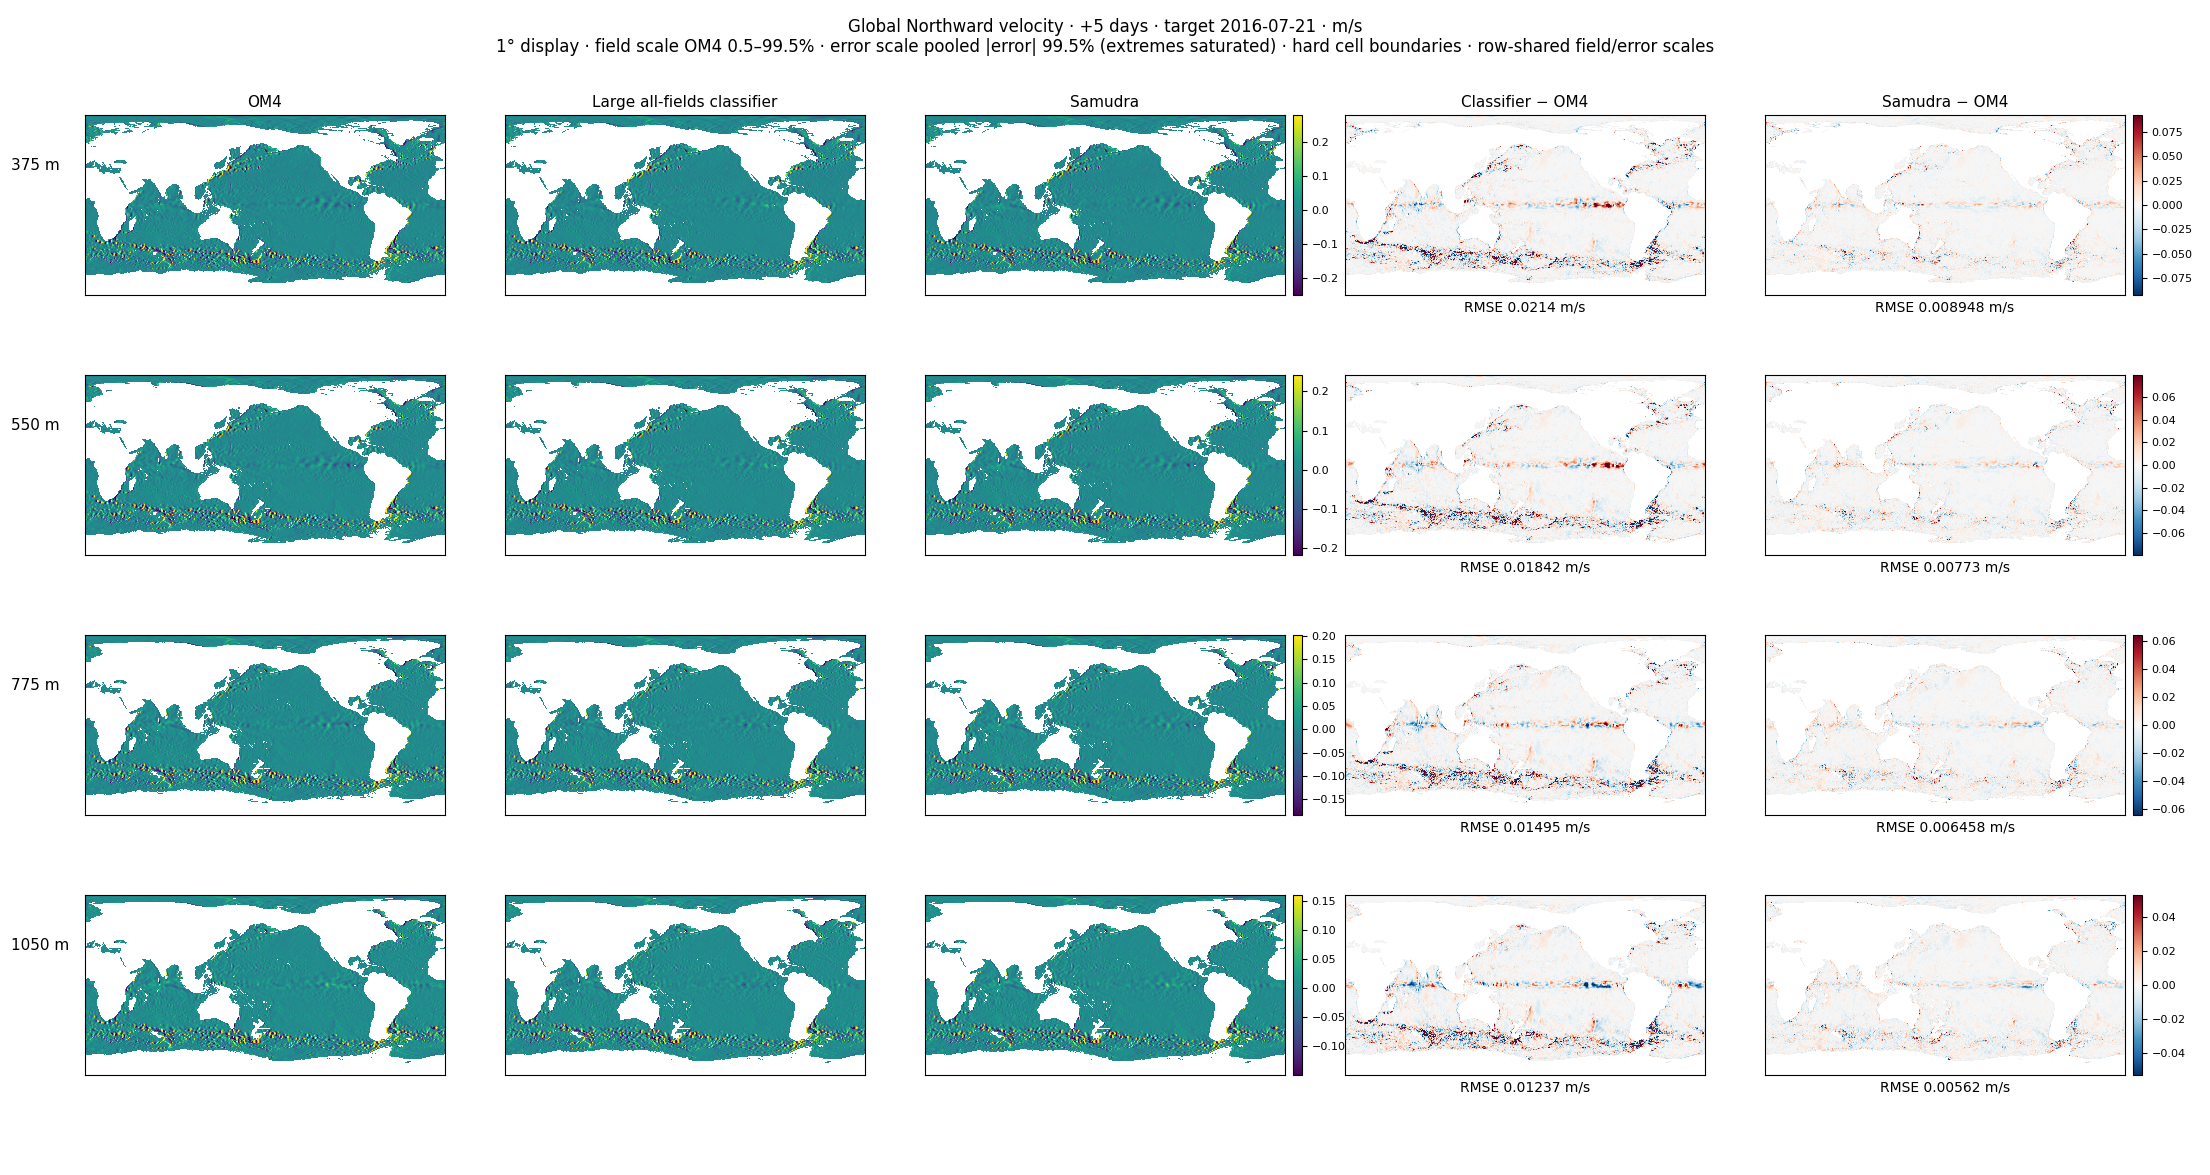 Global Northward velocity · +5 days · target 2016-07-21 · m/s
1° display · field scale OM4 0.5–99.5% · error scale pooled |error| 99.5% (extremes saturated) · hard cell boundaries · row-shared field/error scales
OM4
Large all-fields classifier
Samudra
Classifier − OM4
Samudra − OM4
375 m
0.2
0.1
0.0
−0.1
−0.2
0.075
0.050
0.025
0.000
−0.025
−0.050
−0.075
RMSE 0.0214 m/s
RMSE 0.008948 m/s
550 m
0.2
0.1
0.0
−0.1
−0.2
0.06
0.04
0.02
0.00
−0.02
−0.04
−0.06
RMSE 0.01842 m/s
RMSE 0.00773 m/s
775 m
0.20
0.15
0.10
0.05
0.00
−0.05
−0.10
−0.15
0.06
0.04
0.02
0.00
−0.02
−0.04
−0.06
RMSE 0.01495 m/s
RMSE 0.006458 m/s
1050 m
0.15
0.10
0.05
0.00
−0.05
−0.10
0.04
0.02
0.00
−0.02
−0.04
RMSE 0.01237 m/s
RMSE 0.00562 m/s